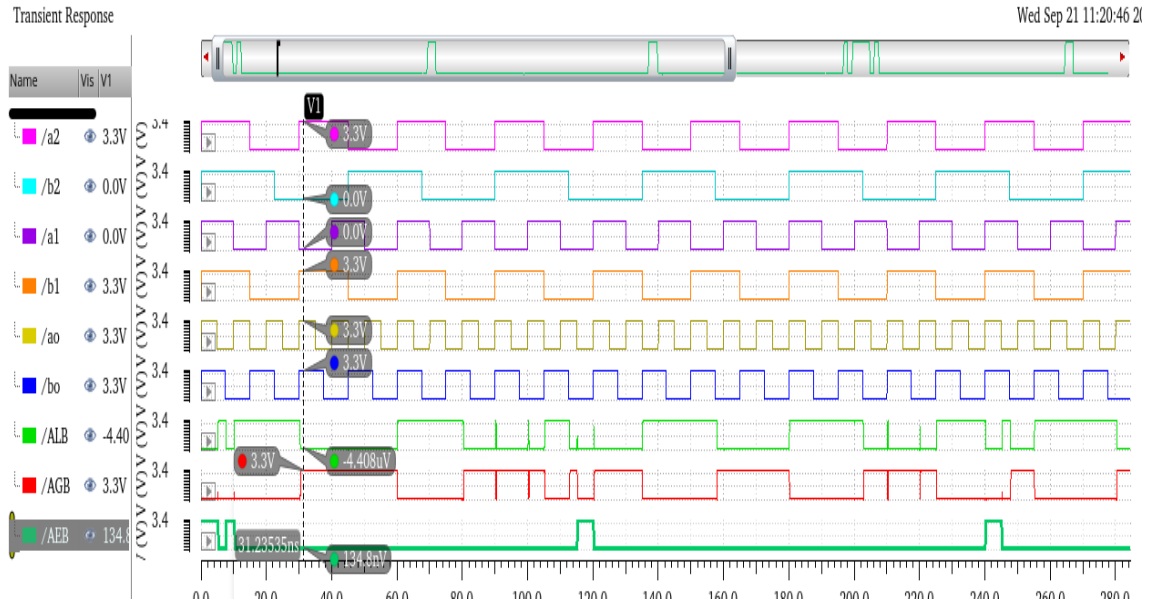 Transient Response
Wed Sep 21 11:20:46 20
Name Vis V1
V1
/a2 3.3V 3.4 3.3V
/b2 0.0V 3.4 0.0V
/a1 0.0V 3.4 0.0V
/b1 3.3V 3.4 3.3V
/ao 3.3V 3.4 3.3V
/bo 3.3V 3.4 3.3V
/ALB -4.40 3.4 -4.408uV
/AGB 3.3V 3.4 3.3V
/AEB 134.8 3.4 31.23535ns 134.8nV
0.0 20.0 40.0 60.0 80.0 100.0 120.0 140.0 160.0 180.0 200.0 220.0 240.0 260.0 280.0